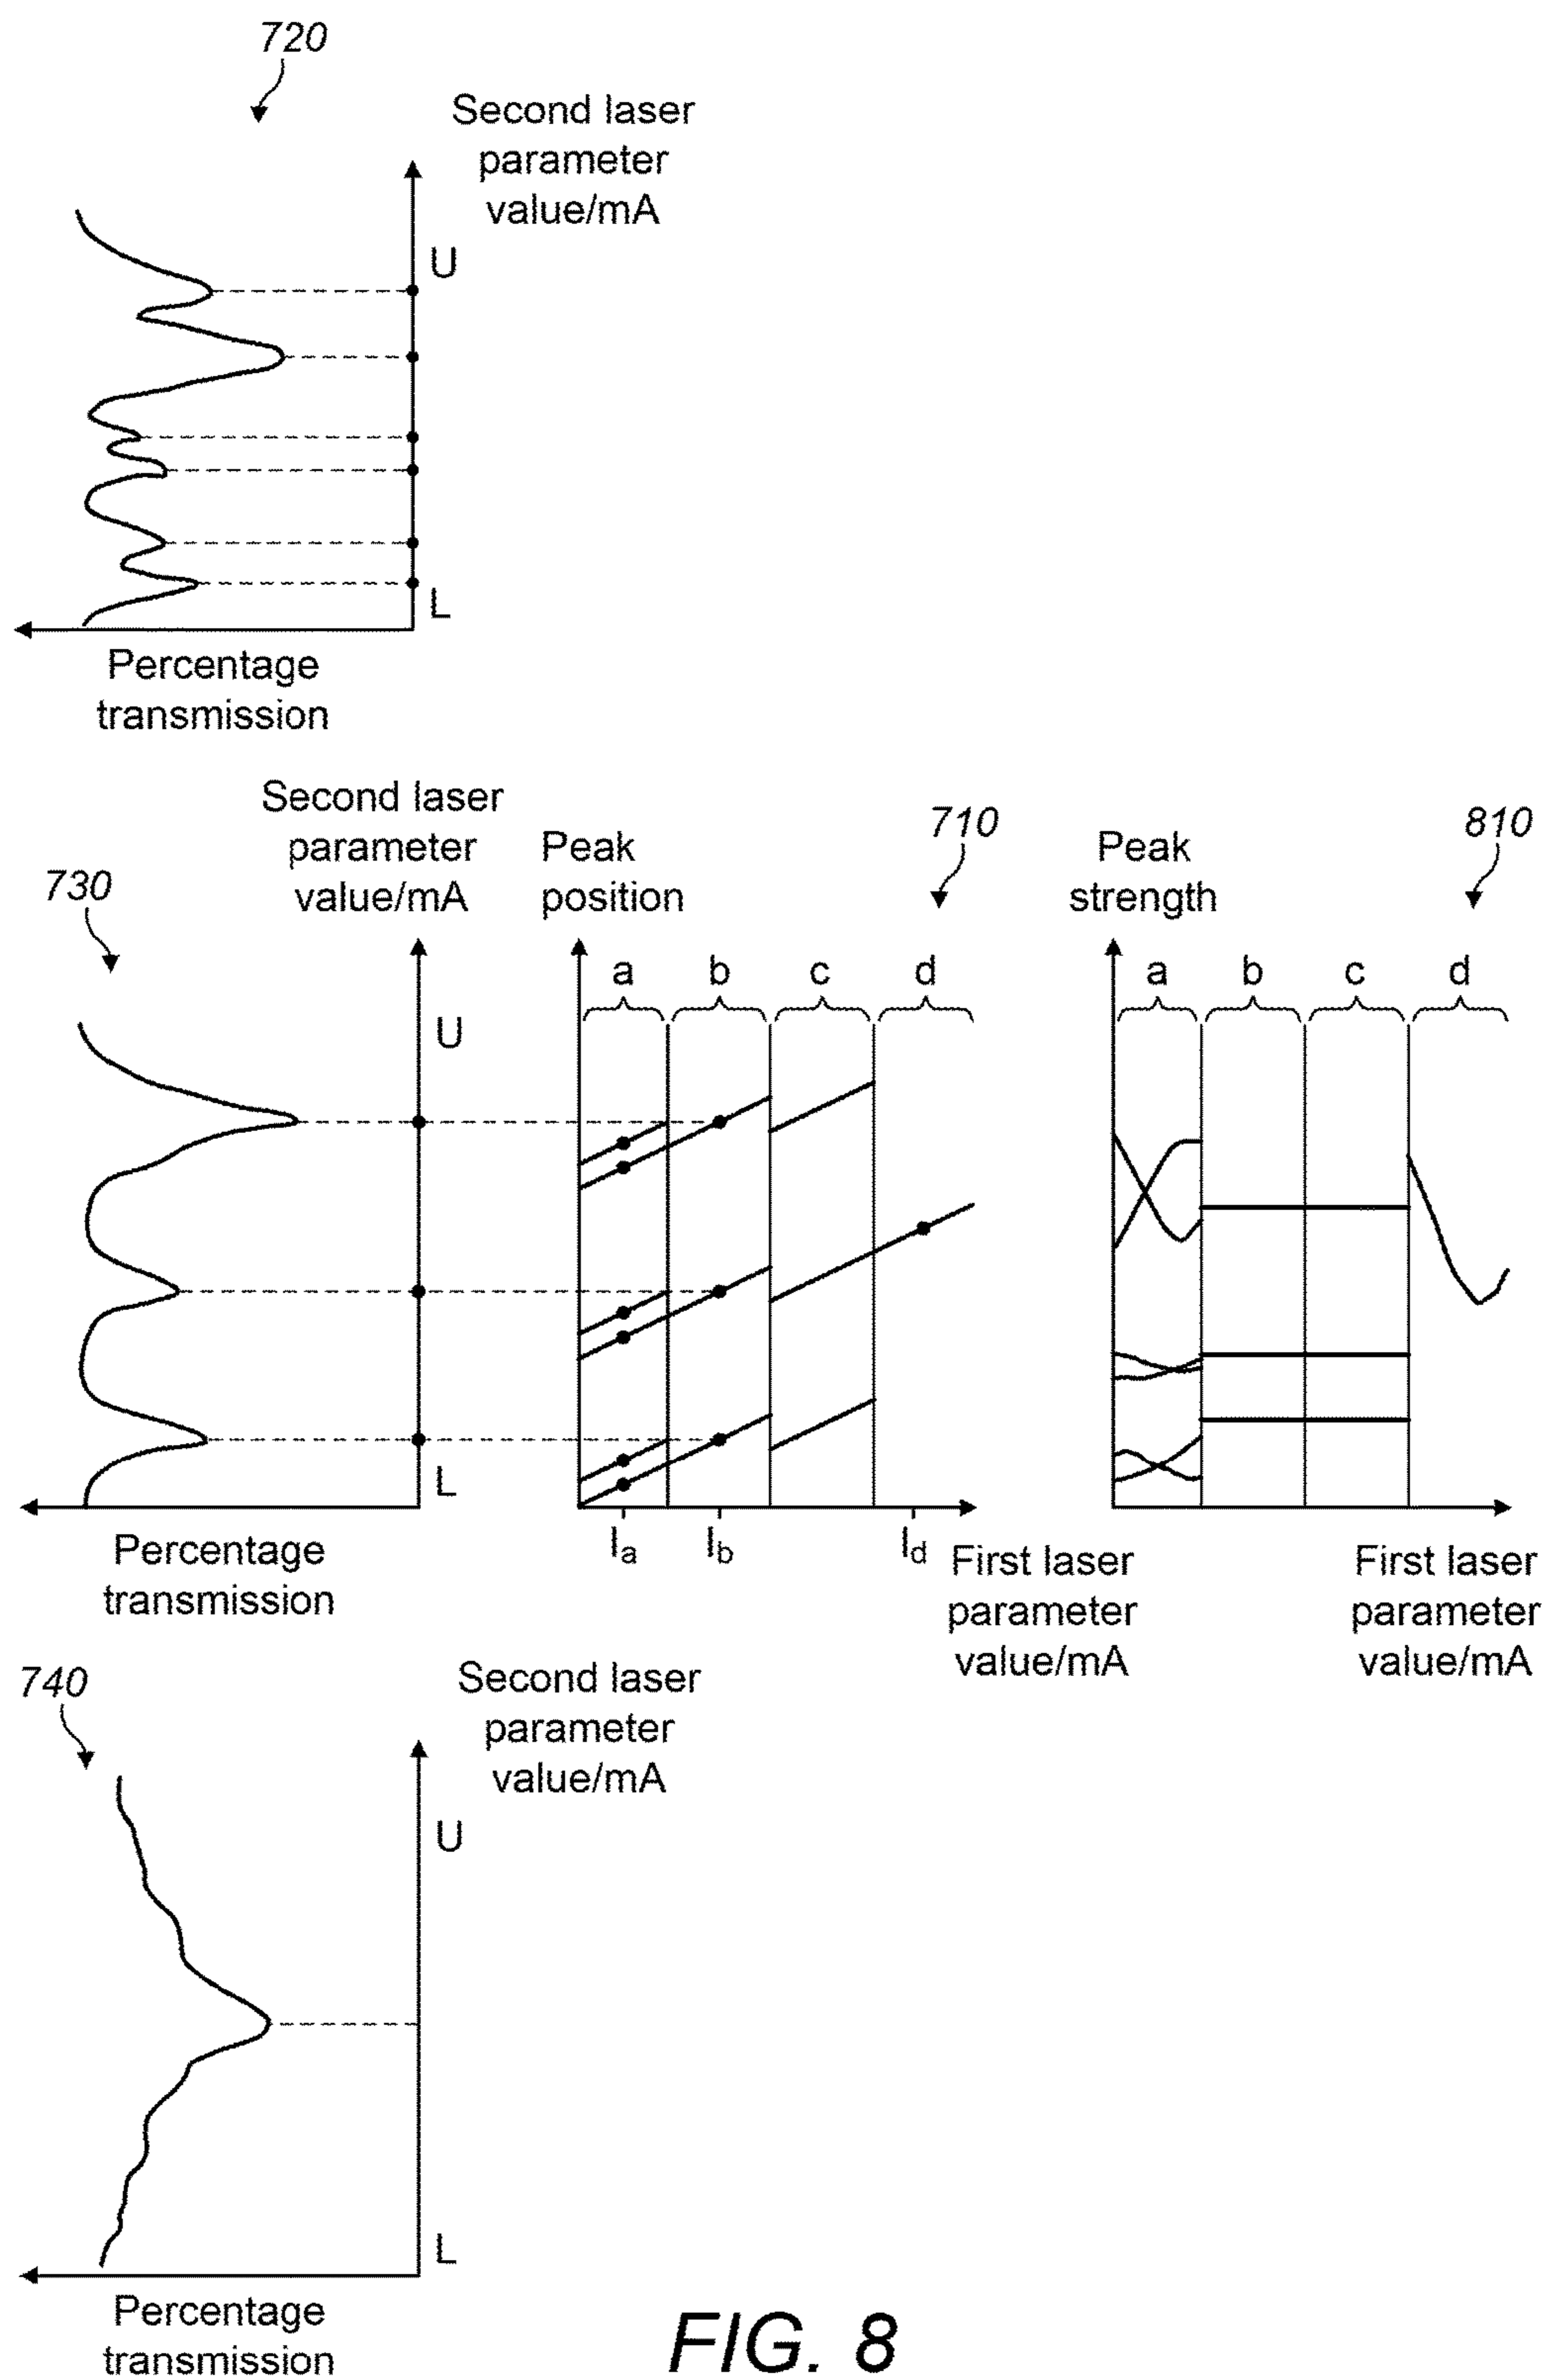 720
Second laser
parameter
value/mA
U
L
Percentage
transmission
730
Second laser
parameter
value/mA
U
L
Percentage
transmission
Peak
position
710
a b c d
Ia Ib Id
First laser
parameter
value/mA
Peak
strength
810
a b c d
First laser
parameter
value/mA
740
Second laser
parameter
value/mA
U
L
Percentage
transmission
FIG. 8